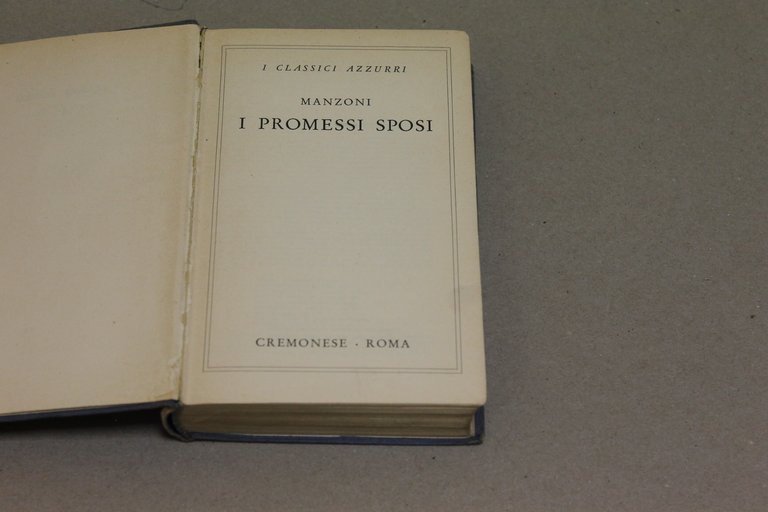 I CLASSICI AZZURRI
MANZONI
I PROMESSI SPOSI
CREMONESE · ROMA